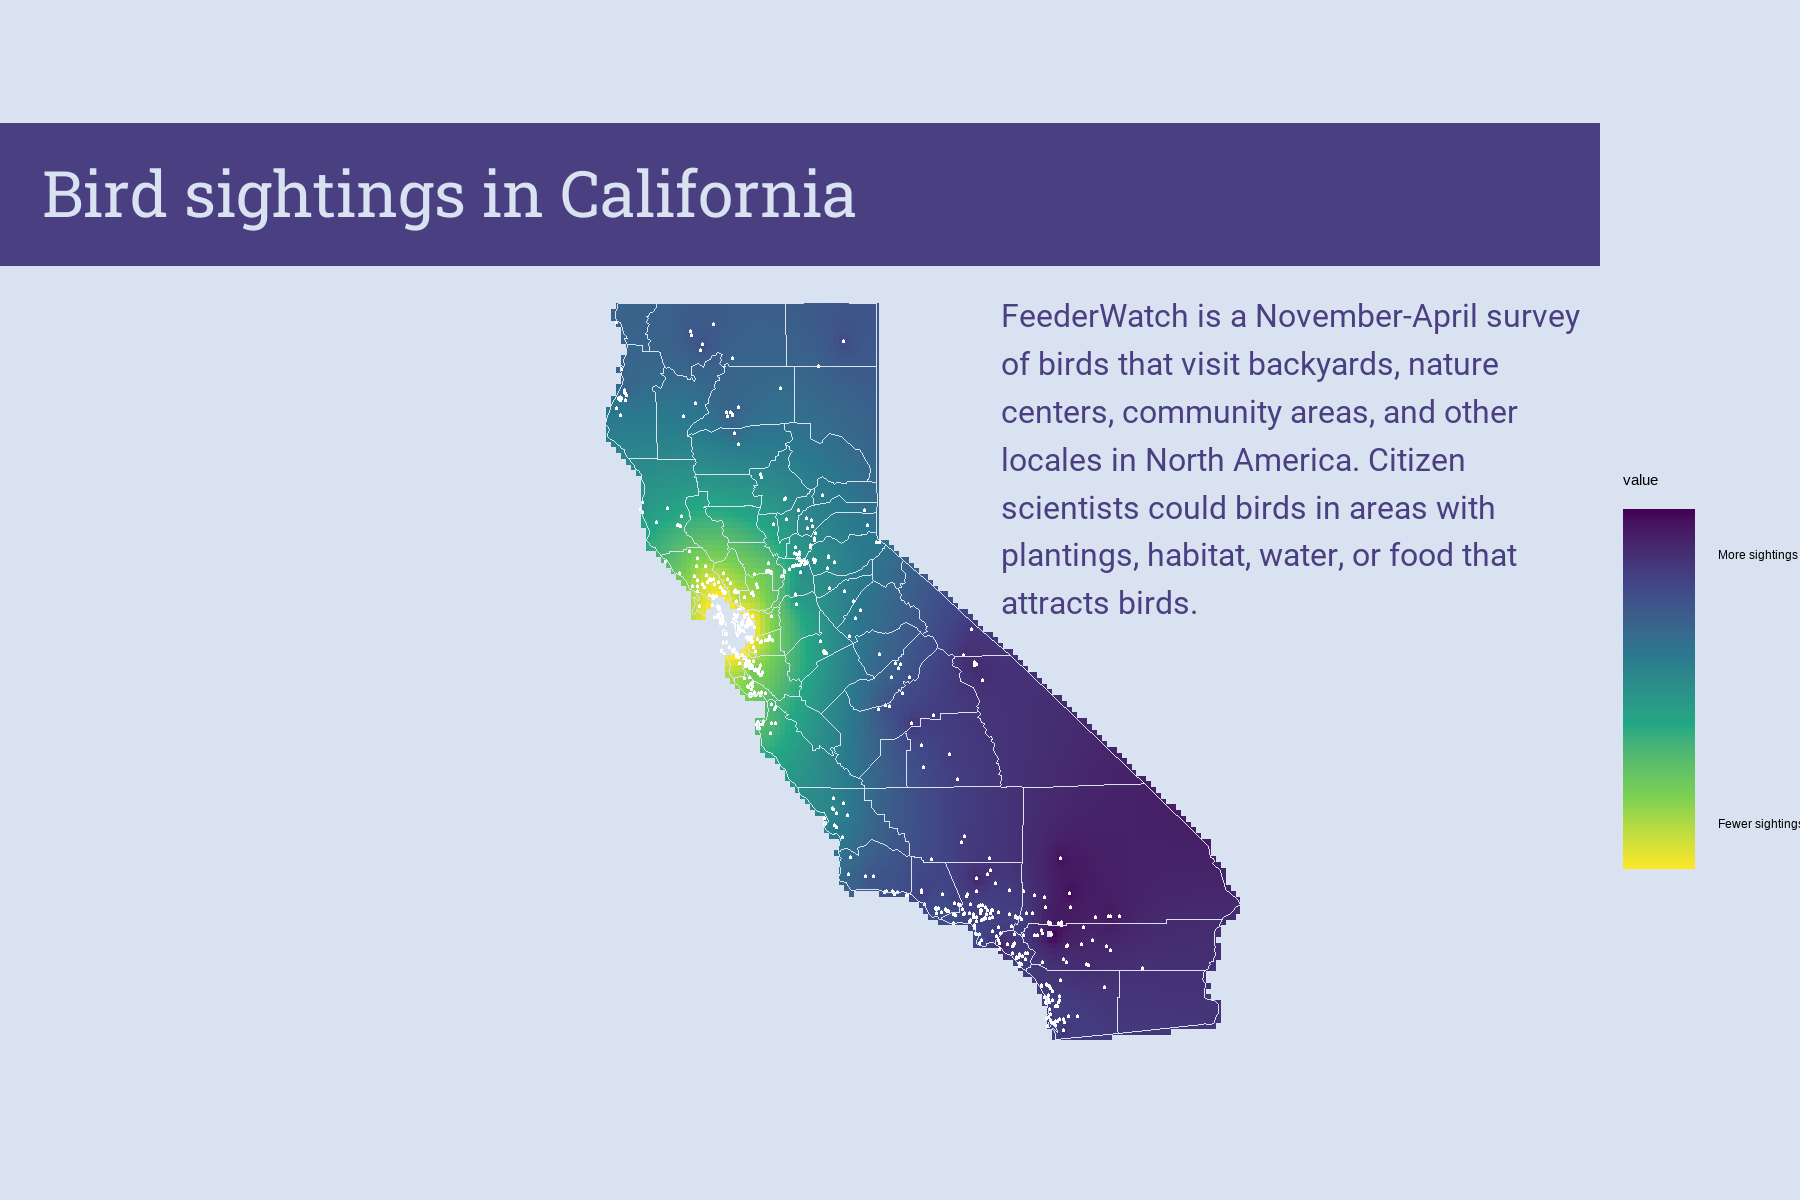 Bird sightings in California
FeederWatch is a November-April survey
of birds that visit backyards, nature
centers, community areas, and other
locales in North America. Citizen
scientists could birds in areas with
plantings, habitat, water, or food that
attracts birds.
value
More sightings
Fewer sightings